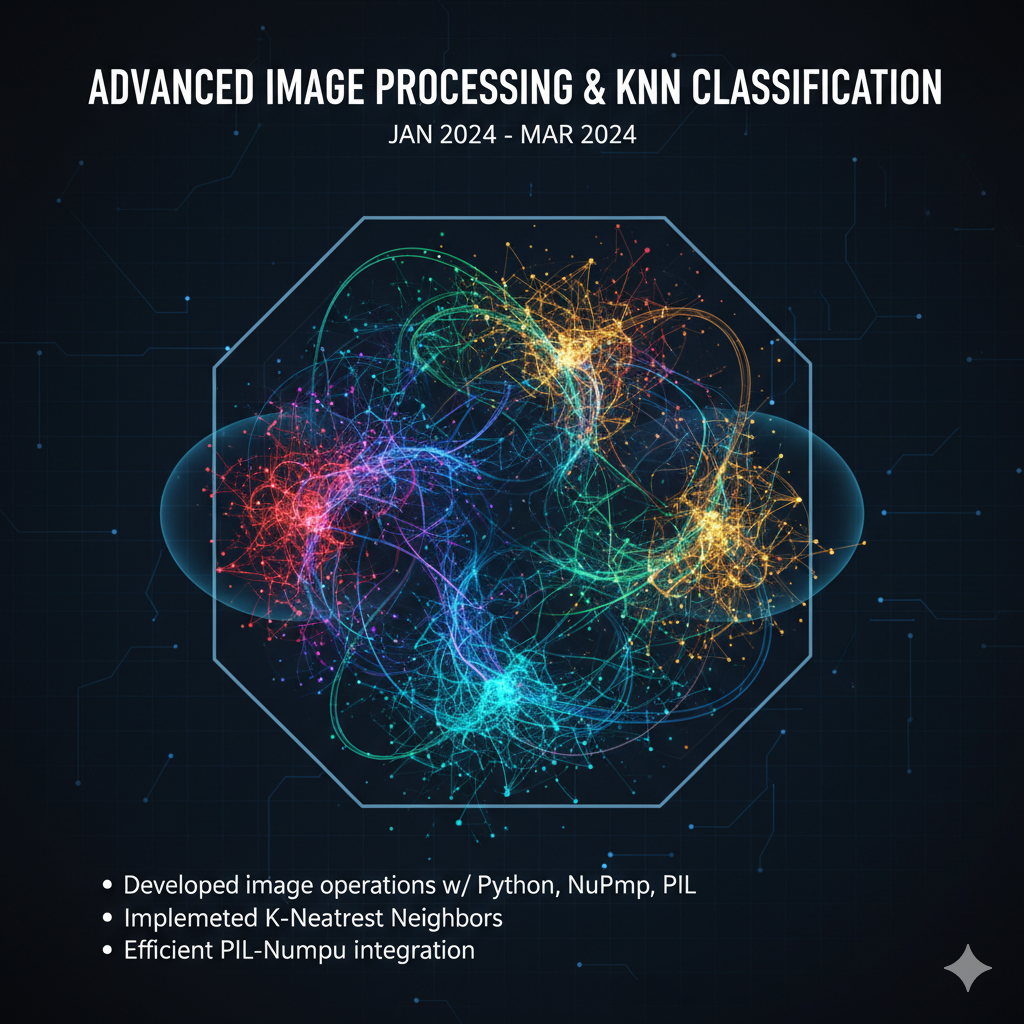 ADVANCED IMAGE PROCESSING & KNN CLASSIFICATION
JAN 2024 - MAR 2024
• Developed image operations w/ Python, NuPmp, PIL
• Implemeted K-Neatrest Neighbors
• Efficient PIL-Numpu integration